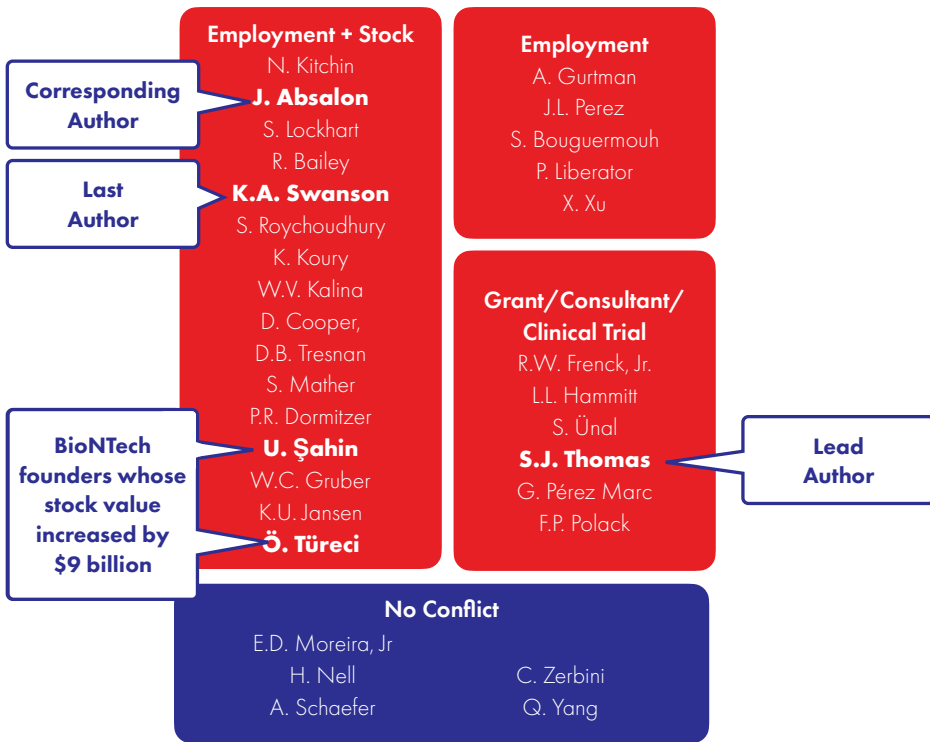 Employment + Stock
N. Kitchin
J. Absalon
S. Lockhart
R. Bailey
K.A. Swanson
S. Roychoudhury
K. Koury
W.V. Kalina
D. Cooper,
D.B. Tresnan
S. Mather
P.R. Dormitzer
U. Şahin
W.C. Gruber
K.U. Jansen
Ö. Türeci
Corresponding
Author
Last
Author
BioNTech
founders whose
stock value
increased by
$9 billion
Employment
A. Gurtman
J.L. Perez
S. Bouguermouh
P. Liberator
X. Xu
Grant/Consultant/
Clinical Trial
R.W. Frenck, Jr.
L.L. Hammitt
S. Ünal
S.J. Thomas
G. Pérez Marc
F.P. Polack
Lead
Author
No Conflict
E.D. Moreira, Jr
H. Nell
A. Schaefer
C. Zerbini
Q. Yang